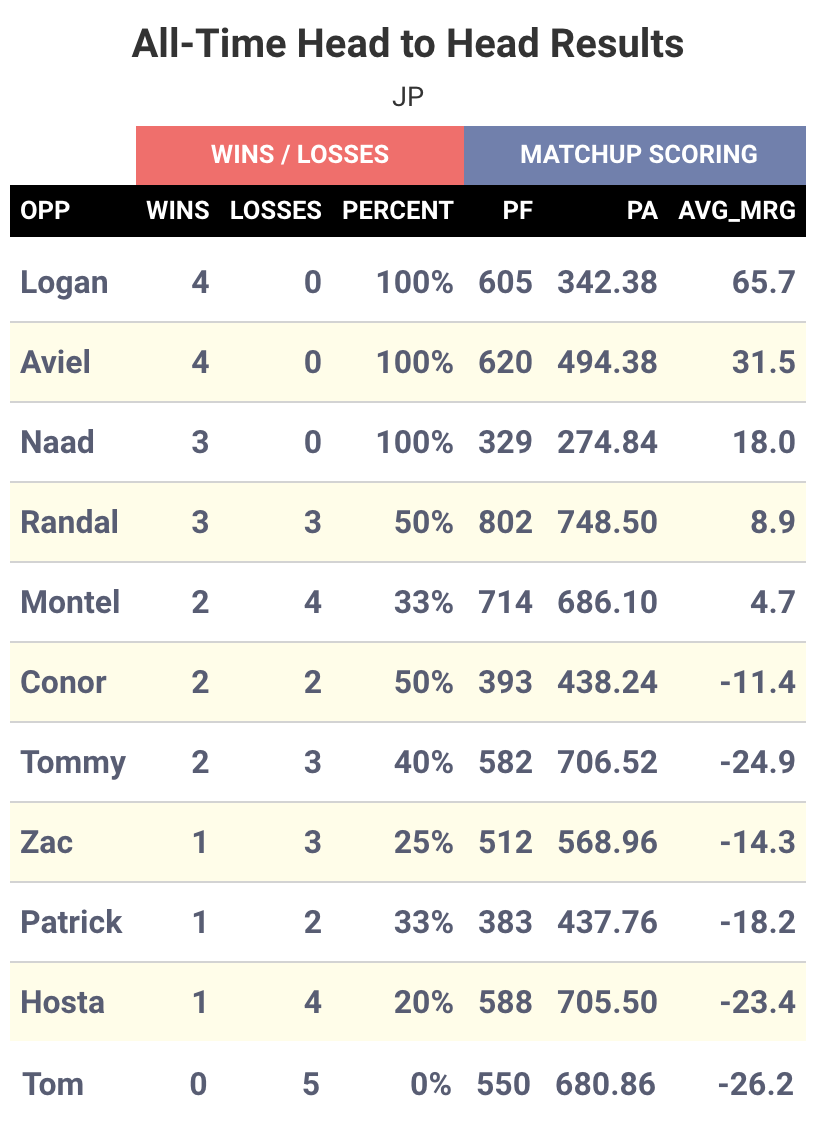 All-Time Head to Head Results
JP
WINS / LOSSES MATCHUP SCORING
OPP WINS LOSSES PERCENT PF PA AVG_MRG
Logan 4 0 100% 605 342.38 65.7
Aviel 4 0 100% 620 494.38 31.5
Naad 3 0 100% 329 274.84 18.0
Randal 3 3 50% 802 748.50 8.9
Montel 2 4 33% 714 686.10 4.7
Conor 2 2 50% 393 438.24 -11.4
Tommy 2 3 40% 582 706.52 -24.9
Zac 1 3 25% 512 568.96 -14.3
Patrick 1 2 33% 383 437.76 -18.2
Hosta 1 4 20% 588 705.50 -23.4
Tom 0 5 0% 550 680.86 -26.2